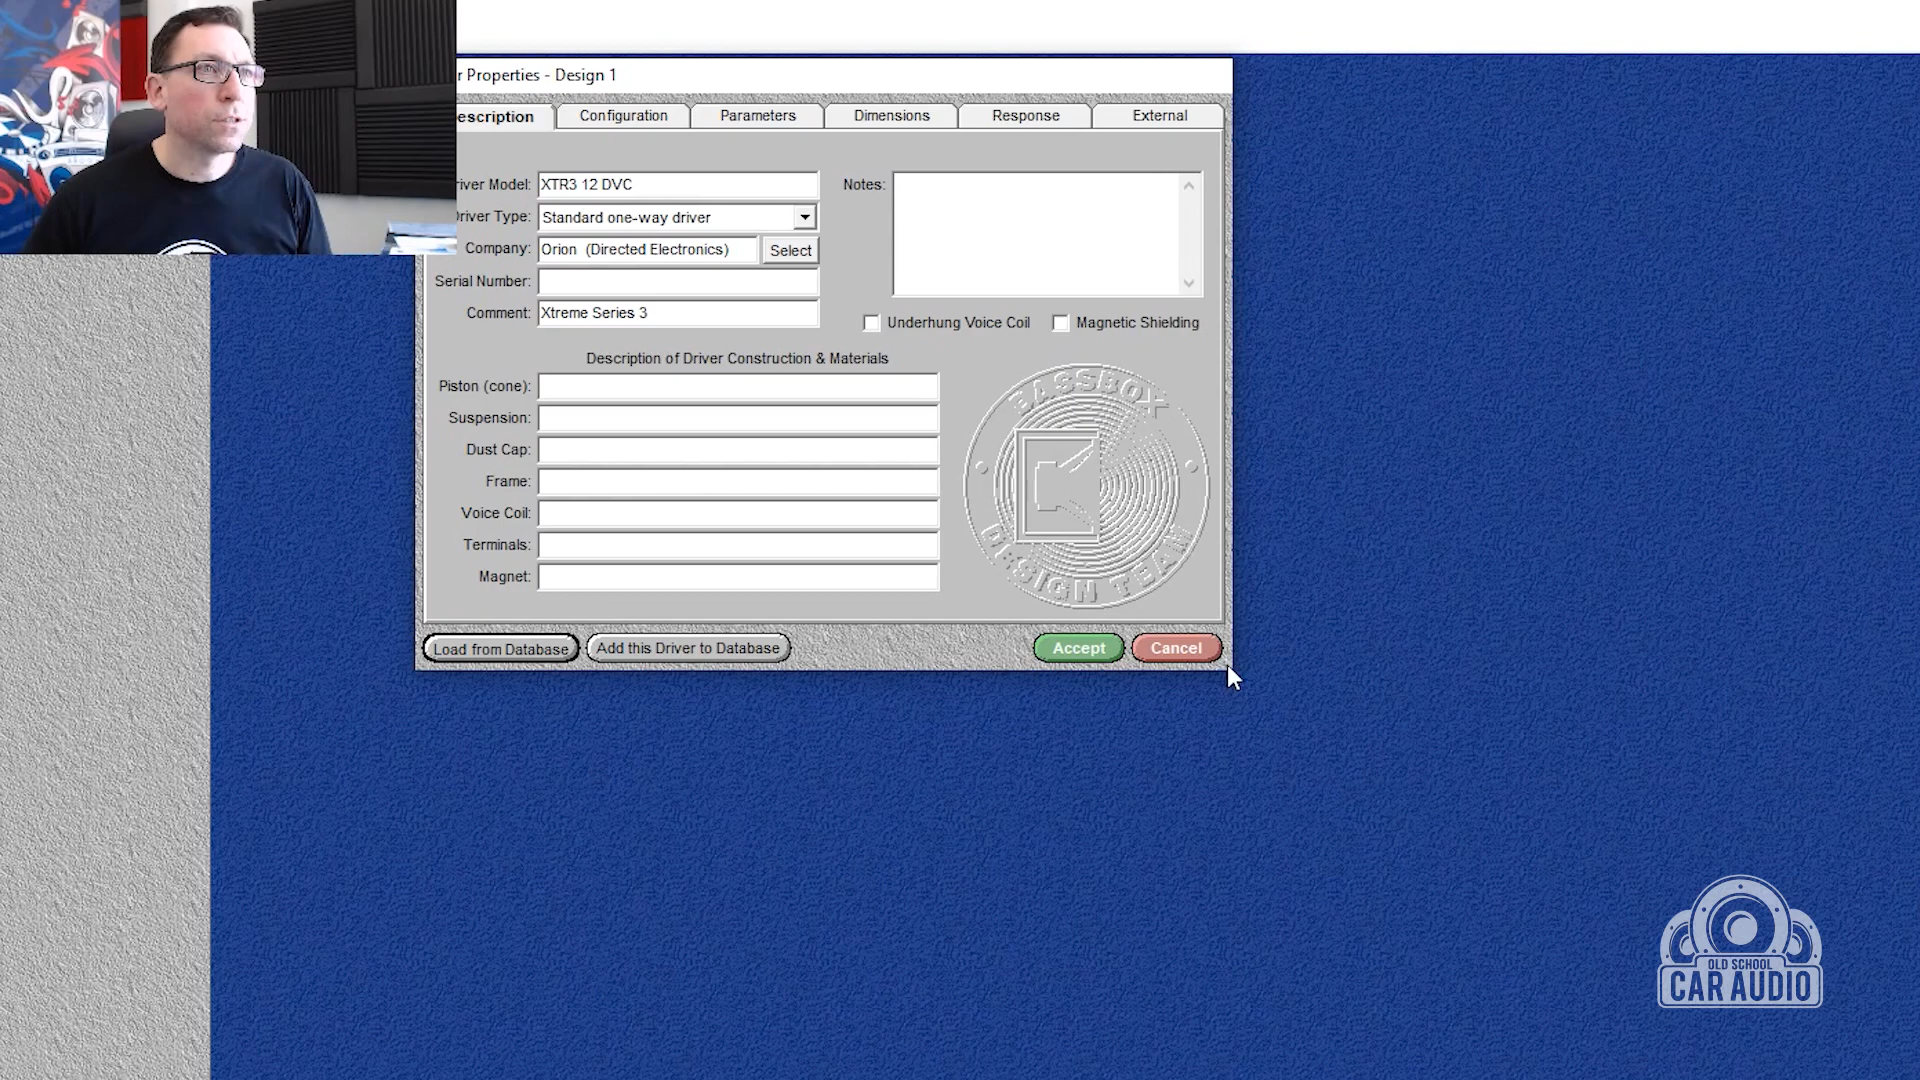 r Properties - Design 1
escription
Configuration
Parameters
Dimensions
Response
External
river Model: XTR3 12 DVC
Driver Type: Standard one-way driver
Company: Orion (Directed Electronics)
Select
Serial Number:
Comment: Xtreme Series 3
Notes:
Underhung Voice Coil
Magnetic Shielding
Description of Driver Construction & Materials
Piston (cone):
Suspension:
Dust Cap:
Frame:
Voice Coil:
Terminals:
Magnet:
BASSBOX
DESIGN TEAM
Load from Database
Add this Driver to Database
Accept
Cancel
OLD SCHOOL
CAR AUDIO